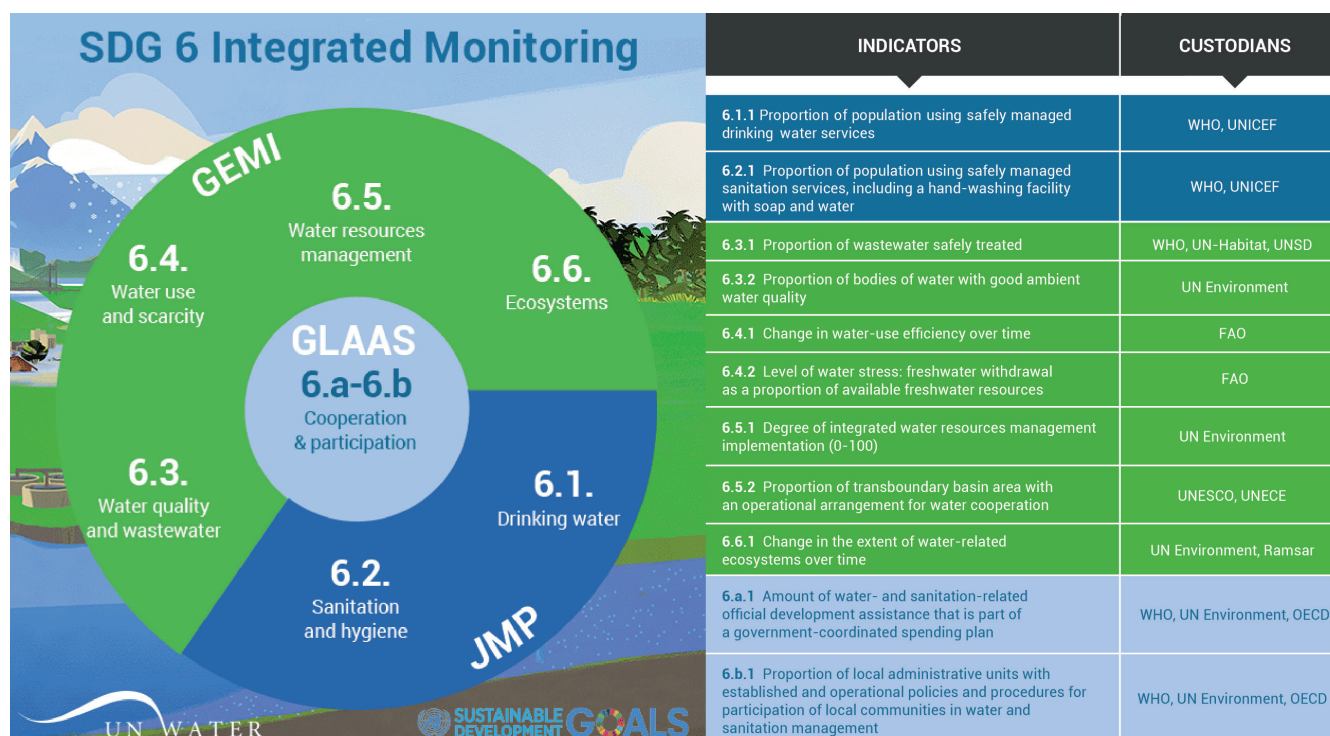 SDG 6 Integrated Monitoring
GEMI
6.5.
Water resources
management
6.4.
Water use
and scarcity
6.6.
Ecosystems
GLAAS
6.a-6.b
Cooperation
& participation
6.3.
Water quality
and wastewater
6.1.
Drinking water
6.2.
Sanitation
and hygiene
JMP
UN WATER
SUSTAINABLE
DEVELOPMENT
GOALS
INDICATORS
CUSTODIANS
6.1.1 Proportion of population using safely managed
drinking water services
WHO, UNICEF
6.2.1 Proportion of population using safely managed
sanitation services, including a hand-washing facility
with soap and water
WHO, UNICEF
6.3.1 Proportion of wastewater safely treated
WHO, UN-Habitat, UNSD
6.3.2 Proportion of bodies of water with good ambient
water quality
UN Environment
6.4.1 Change in water-use efficiency over time
FAO
6.4.2 Level of water stress: freshwater withdrawal
as a proportion of available freshwater resources
FAO
6.5.1 Degree of integrated water resources management
implementation (0-100)
UN Environment
6.5.2 Proportion of transboundary basin area with
an operational arrangement for water cooperation
UNESCO, UNECE
6.6.1 Change in the extent of water-related
ecosystems over time
UN Environment, Ramsar
6.a.1 Amount of water- and sanitation-related
official development assistance that is part of
a government-coordinated spending plan
WHO, UN Environment, OECD
6.b.1 Proportion of local administrative units with
established and operational policies and procedures for
participation of local communities in water and
sanitation management
WHO, UN Environment, OECD